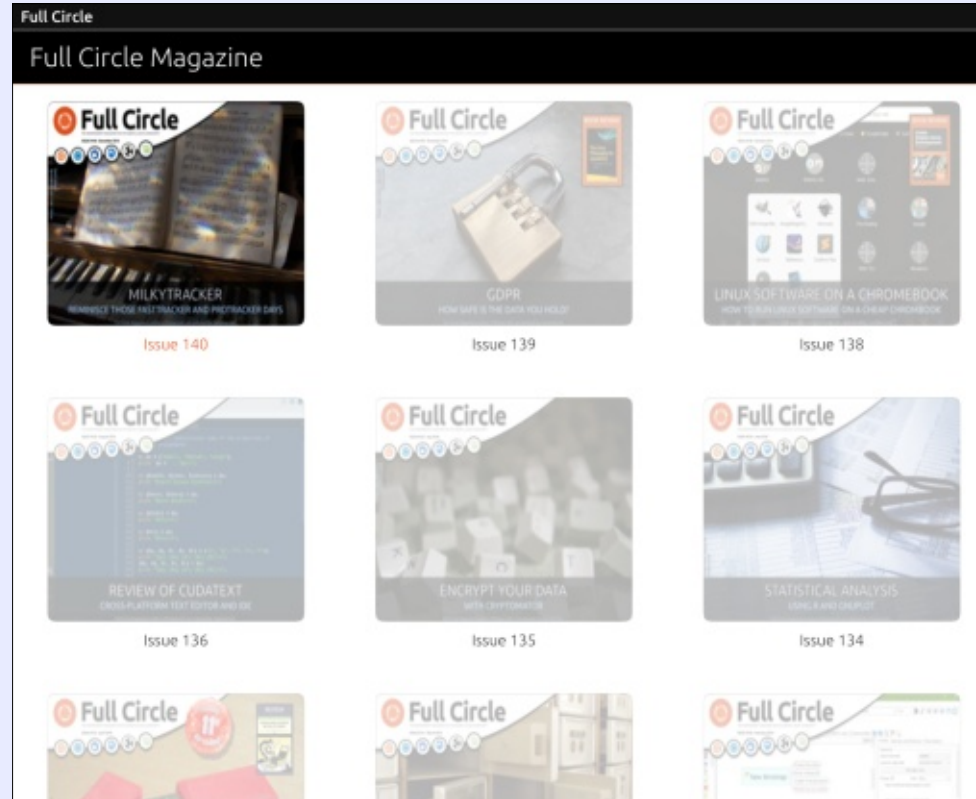 Full Circle
Full Circle Magazine
Full Circle
MILKYTRACKER
REMINISCE THOSE FAST TRACKER AND PROTRACKER DAYS
Issue 140
Full Circle
GDPR
HOW SAFE IS THE DATA YOU HOLD?
Issue 139
Full Circle
LINUX SOFTWARE ON A CHROMEBOOK
HOW TO RUN LINUX SOFTWARE ON A CHEAP CHROMEBOOK
Issue 138
Full Circle
REVIEW OF CUDATEXT
CROSS-PLATFORM TEXT EDITOR AND IDE
Issue 136
Full Circle
ENCRYPT YOUR DATA
WITH CRYPTOMATOR
Issue 135
Full Circle
STATISTICAL ANALYSIS
USING R AND GNUPLOT
Issue 134
Full Circle
Full Circle
Full Circle